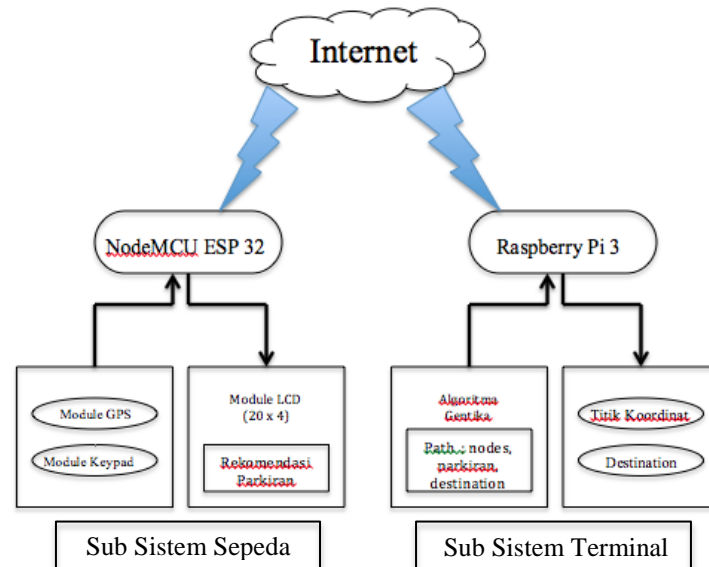 Internet
NodeMCU ESP 32
Raspberry Pi 3
Module GPS
Module Keypad
Module LCD
(20 x 4)
Rekomendasi
Parkiran
Algoritma
Gentika
Path : nodes,
parkiran,
destination
Titik Koordinat
Destination
Sub Sistem Sepeda
Sub Sistem Terminal